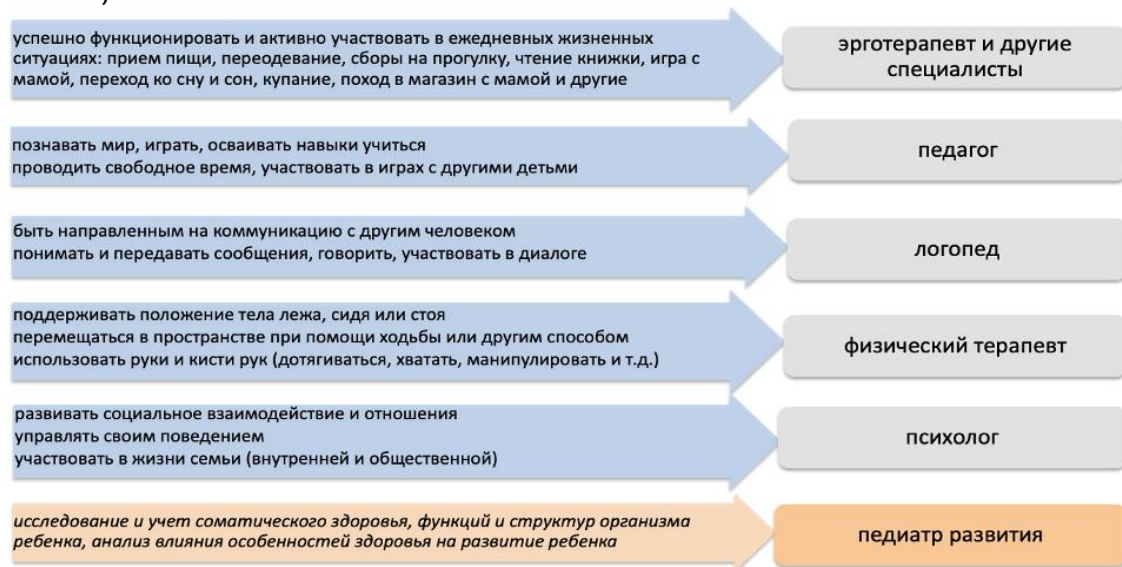 )
успешно функционировать и активно участвовать в ежедневных жизненных
ситуациях: прием пищи, переодевание, сборы на прогулку, чтение книжки, игра с
мамой, переход ко сну и сон, купание, поход в магазин с мамой и другие
эрготерапевт и другие
специалисты
познавать мир, играть, осваивать навыки учиться
проводить свободное время, участвовать в играх с другими детьми
педагог
быть направленным на коммуникацию с другим человеком
понимать и передавать сообщения, говорить, участвовать в диалоге
логопед
поддерживать положение тела лежа, сидя или стоя
перемещаться в пространстве при помощи ходьбы или другим способом
использовать руки и кисти рук (дотягиваться, хватать, манипулировать и т.д.)
физический терапевт
развивать социальное взаимодействие и отношения
управлять своим поведением
участвовать в жизни семьи (внутренней и общественной)
психолог
исследование и учет соматического здоровья, функций и структур организма
ребенка, анализ влияния особенностей здоровья на развитие ребенка
педиатр развития